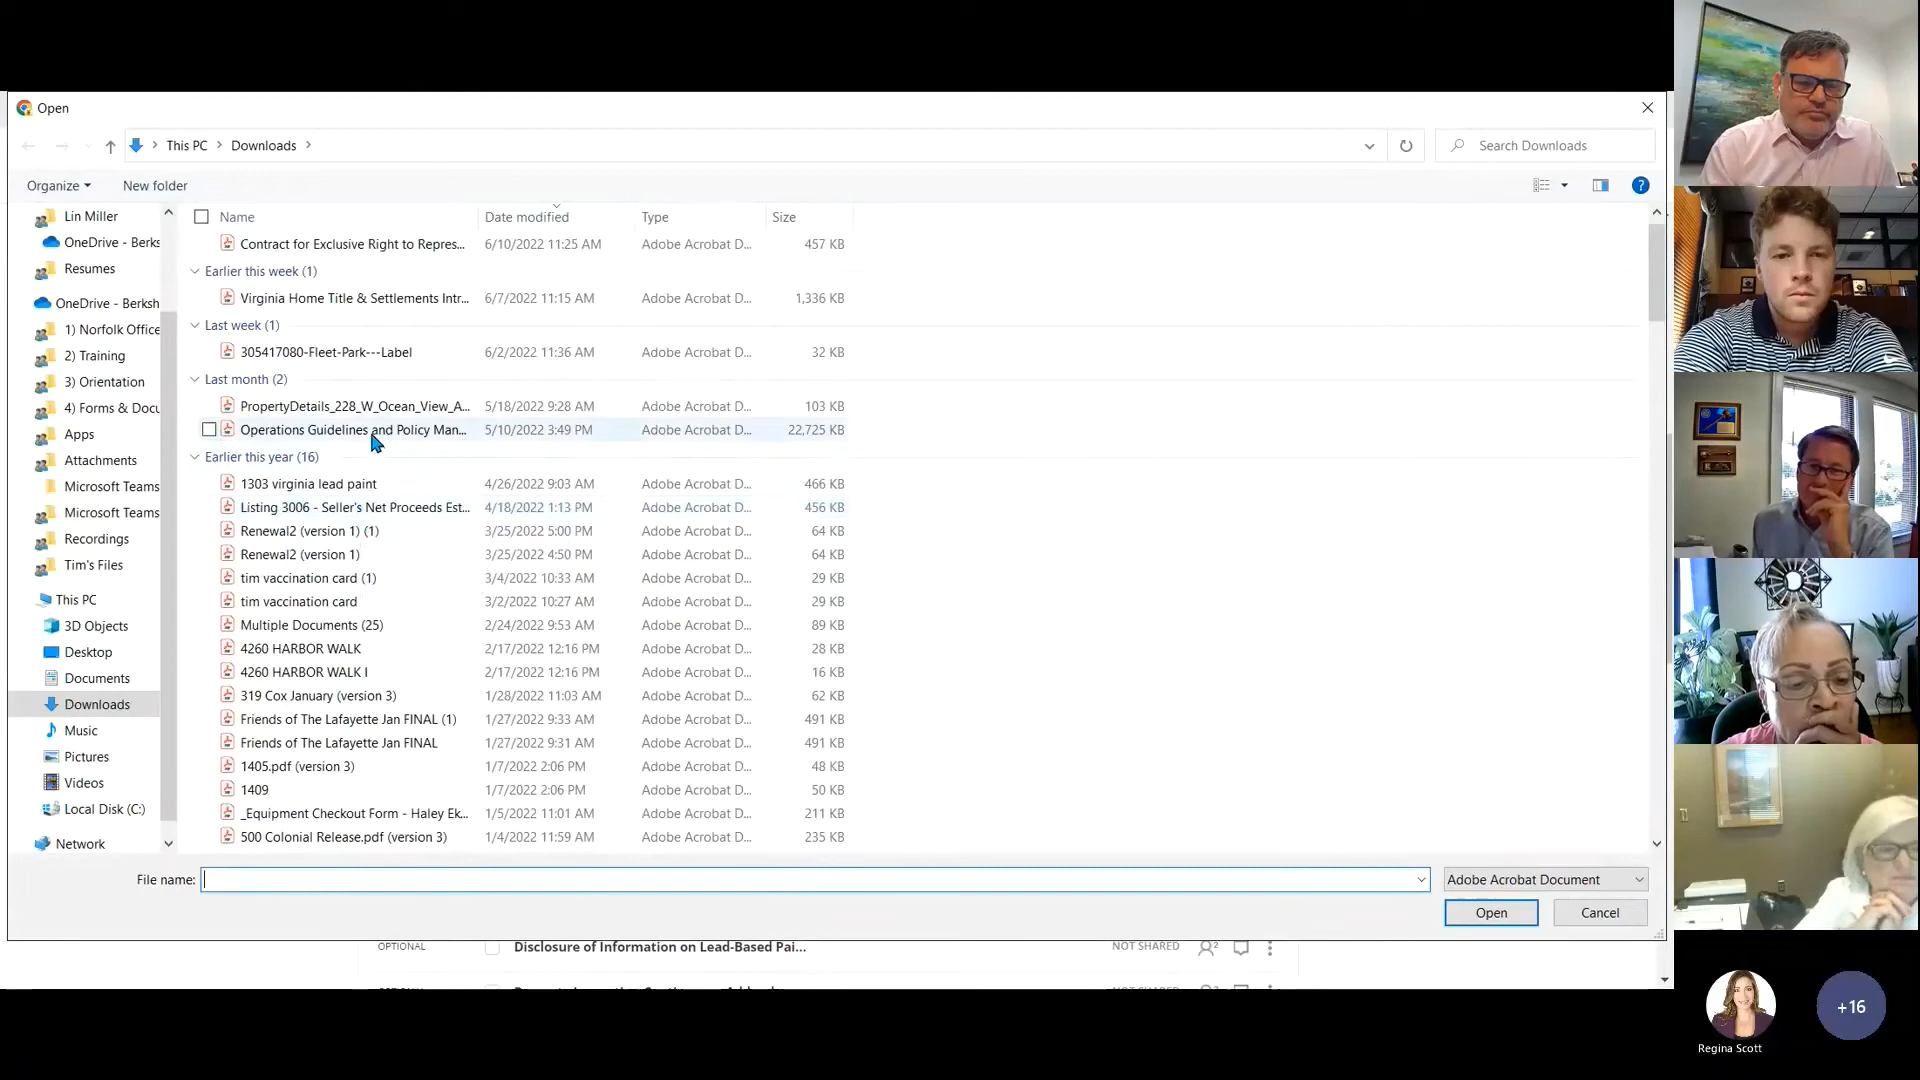 Open
This PC > Downloads >
Search Downloads
Organize
New folder
Name
Date modified
Type
Size
Contract for Exclusive Right to Repres... 6/10/2022 11:25 AM Adobe Acrobat D... 457 KB
Earlier this week (1)
Virginia Home Title & Settlements Intr... 6/7/2022 11:15 AM Adobe Acrobat D... 1,336 KB
Last week (1)
305417080-Fleet-Park---Label 6/2/2022 11:36 AM Adobe Acrobat D... 32 KB
Last month (2)
PropertyDetails_228_W_Ocean_View_A... 5/18/2022 9:28 AM Adobe Acrobat D... 103 KB
Operations Guidelines and Policy Man... 5/10/2022 3:49 PM Adobe Acrobat D... 22,725 KB
Earlier this year (16)
1303 virginia lead paint 4/26/2022 9:03 AM Adobe Acrobat D... 466 KB
Listing 3006 - Seller's Net Proceeds Est... 4/18/2022 1:13 PM Adobe Acrobat D... 456 KB
Renewal2 (version 1) (1) 3/25/2022 5:00 PM Adobe Acrobat D... 64 KB
Renewal2 (version 1) 3/25/2022 4:50 PM Adobe Acrobat D... 64 KB
tim vaccination card (1) 3/4/2022 10:33 AM Adobe Acrobat D... 29 KB
tim vaccination card 3/2/2022 10:27 AM Adobe Acrobat D... 29 KB
Multiple Documents (25) 2/24/2022 9:53 AM Adobe Acrobat D... 89 KB
4260 HARBOR WALK 2/17/2022 12:16 PM Adobe Acrobat D... 28 KB
4260 HARBOR WALK I 2/17/2022 12:16 PM Adobe Acrobat D... 16 KB
319 Cox January (version 3) 1/28/2022 11:03 AM Adobe Acrobat D... 62 KB
Friends of The Lafayette Jan FINAL (1) 1/27/2022 9:33 AM Adobe Acrobat D... 491 KB
Friends of The Lafayette Jan FINAL 1/27/2022 9:31 AM Adobe Acrobat D... 491 KB
1405.pdf (version 3) 1/7/2022 2:06 PM Adobe Acrobat D... 48 KB
1409 1/7/2022 2:06 PM Adobe Acrobat D... 50 KB
_Equipment Checkout Form - Haley Ek... 1/5/2022 11:01 AM Adobe Acrobat D... 211 KB
500 Colonial Release.pdf (version 3) 1/4/2022 11:59 AM Adobe Acrobat D... 235 KB
Lin Miller
OneDrive - Berks
Resumes
OneDrive - Berksh
1) Norfolk Office
2) Training
3) Orientation
4) Forms & Docu
Apps
Attachments
Microsoft Teams
Microsoft Teams
Recordings
Tim's Files
This PC
3D Objects
Desktop
Documents
Downloads
Music
Pictures
Videos
Local Disk (C:)
Network
File name:
Adobe Acrobat Document
Open
Cancel
OPTIONAL Disclosure of Information on Lead-Based Pai... NOT SHARED
Regina Scott
+16